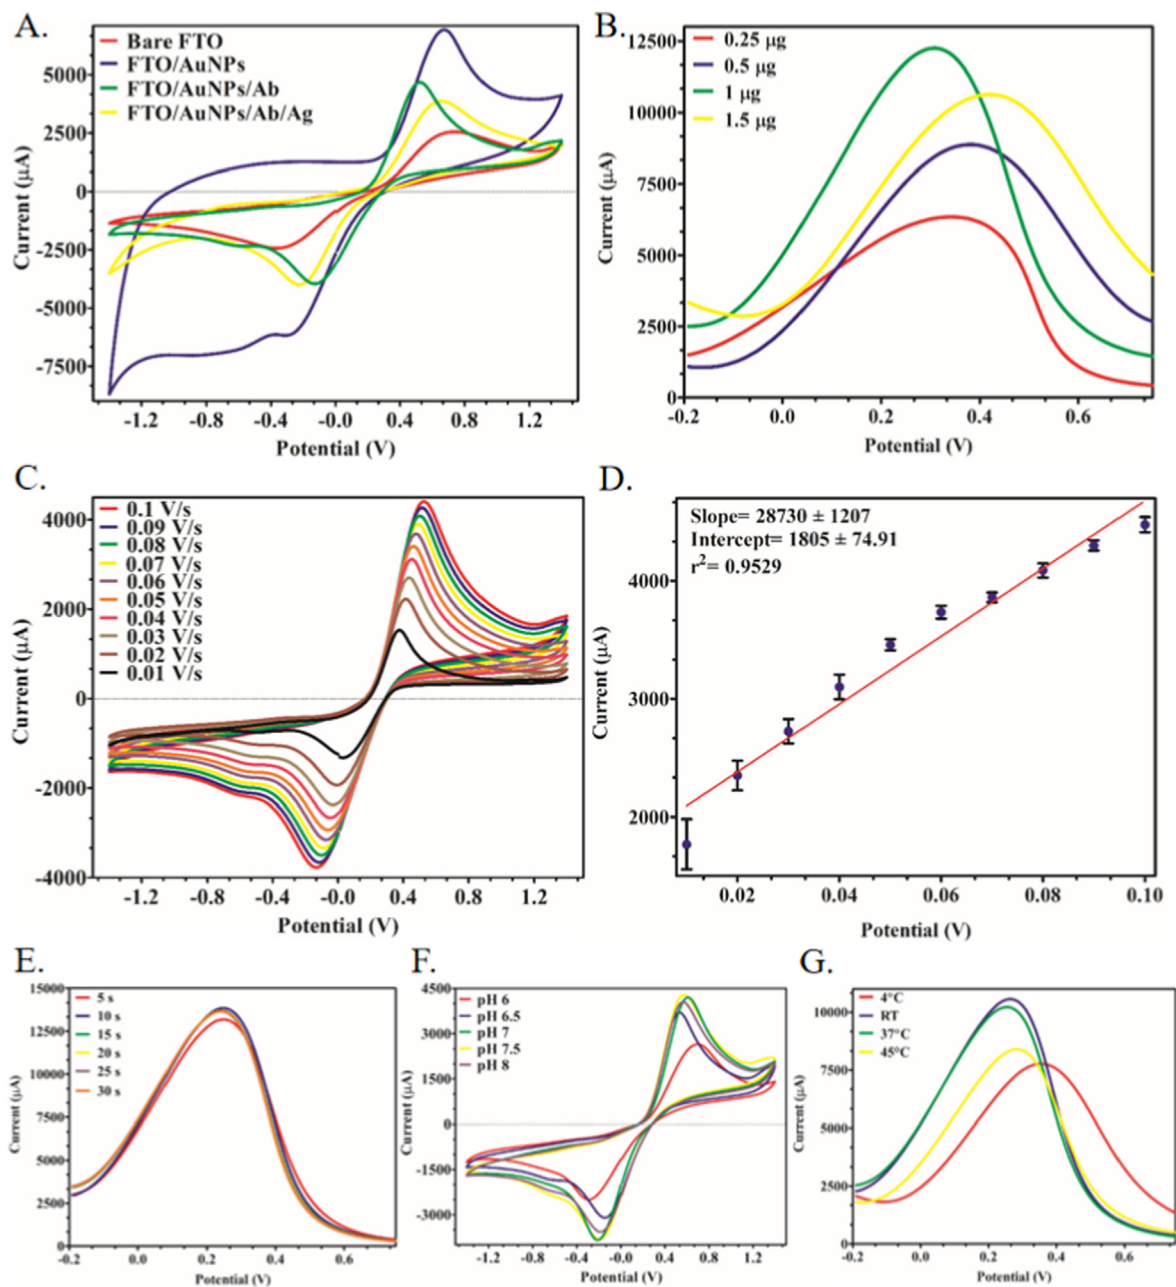 A.
Bare FTO
FTO/AuNPs
FTO/AuNPs/Ab
FTO/AuNPs/Ab/Ag
5000
2500
0
-2500
-5000
-7500
Current (µA)
-1.2 -0.8 -0.4 -0.0 0.4 0.8 1.2
Potential (V)
B.
0.25 µg
0.5 µg
1 µg
1.5 µg
12500
10000
7500
5000
2500
0
Current (µA)
-0.2 0.0 0.2 0.4 0.6
Potential (V)
C.
0.1 V/s
0.09 V/s
0.08 V/s
0.07 V/s
0.06 V/s
0.05 V/s
0.04 V/s
0.03 V/s
0.02 V/s
0.01 V/s
4000
2000
0
-2000
-4000
Current (µA)
-1.2 -0.8 -0.4 -0.0 0.4 0.8 1.2
Potential (V)
D.
Slope= 28730 ± 1207
Intercept= 1805 ± 74.91
r²= 0.9529
4000
3000
2000
Current (µA)
0.02 0.04 0.06 0.08 0.10
Potential (V)
E.
5 s
10 s
15 s
20 s
25 s
30 s
15000
12500
10000
7500
5000
2500
0
Current (µA)
-0.2 0.0 0.2 0.4 0.6
Potential (V)
F.
pH 6
pH 6.5
pH 7
pH 7.5
pH 8
4500
3000
1500
0
-1500
-3000
Current (µA)
-1.2 -0.8 -0.4 -0.0 0.4 0.8 1.2
Potential (V)
G.
4°C
RT
37°C
45°C
10000
7500
5000
2500
0
Current (µA)
-0.2 0.0 0.2 0.4 0.6
Potential (V)